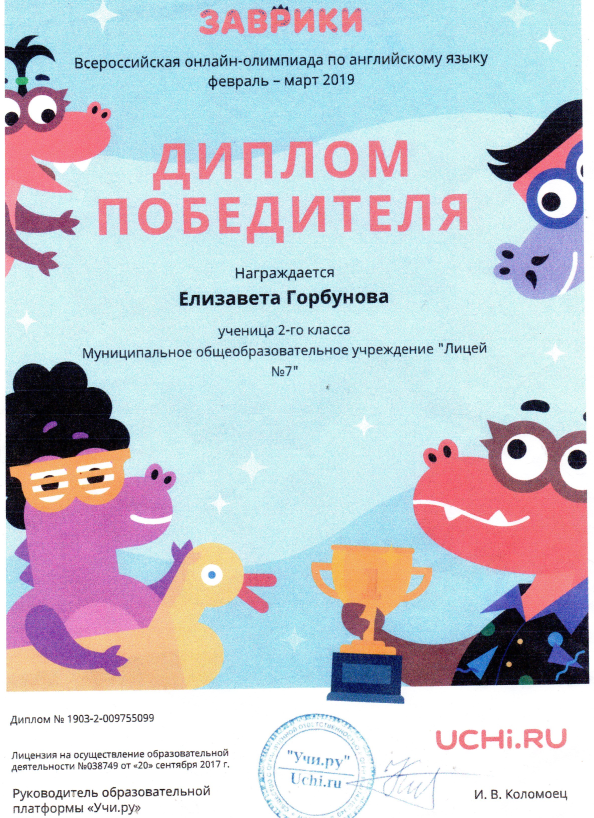 ЗАВРИКИ
Всероссийская онлайн-олимпиада по английскому языку
февраль – март 2019
ДИПЛОМ
ПОБЕДИТЕЛЯ
Награждается
Елизавета Горбунова
ученица 2-го класса
Муниципальное общеобразовательное учреждение "Лицей
№7"
1
Диплом № 1903-2-009755099
UCHi.RU
Лицензия на осуществление образовательной
деятельности №038749 от «20» сентября 2017 г.
"Учи.ру"
Uchi.ru
Руководитель образовательной
платформы «Учи.ру»
И. В. Коломоец